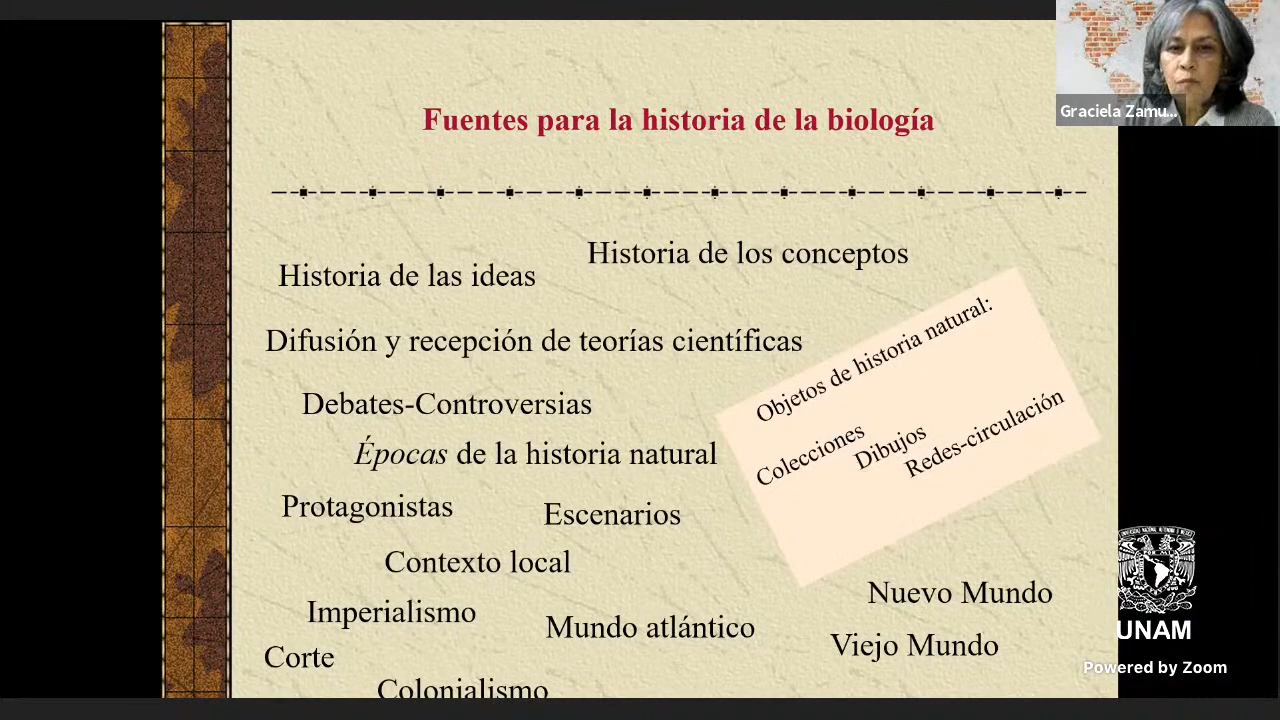 Graciela Zamu...
Fuentes para la historia de la biología
Historia de los conceptos
Historia de las ideas
Difusión y recepción de teorías científicas
Objetos de historia natural:
Colecciones
Dibujos
Redes-circulación
Debates-Controversias
Épocas de la historia natural
Protagonistas
Escenarios
Contexto local
Nuevo Mundo
Imperialismo
Mundo atlántico
Viejo Mundo
Corte
Colonialismo
UNAM
Powered by Zoom